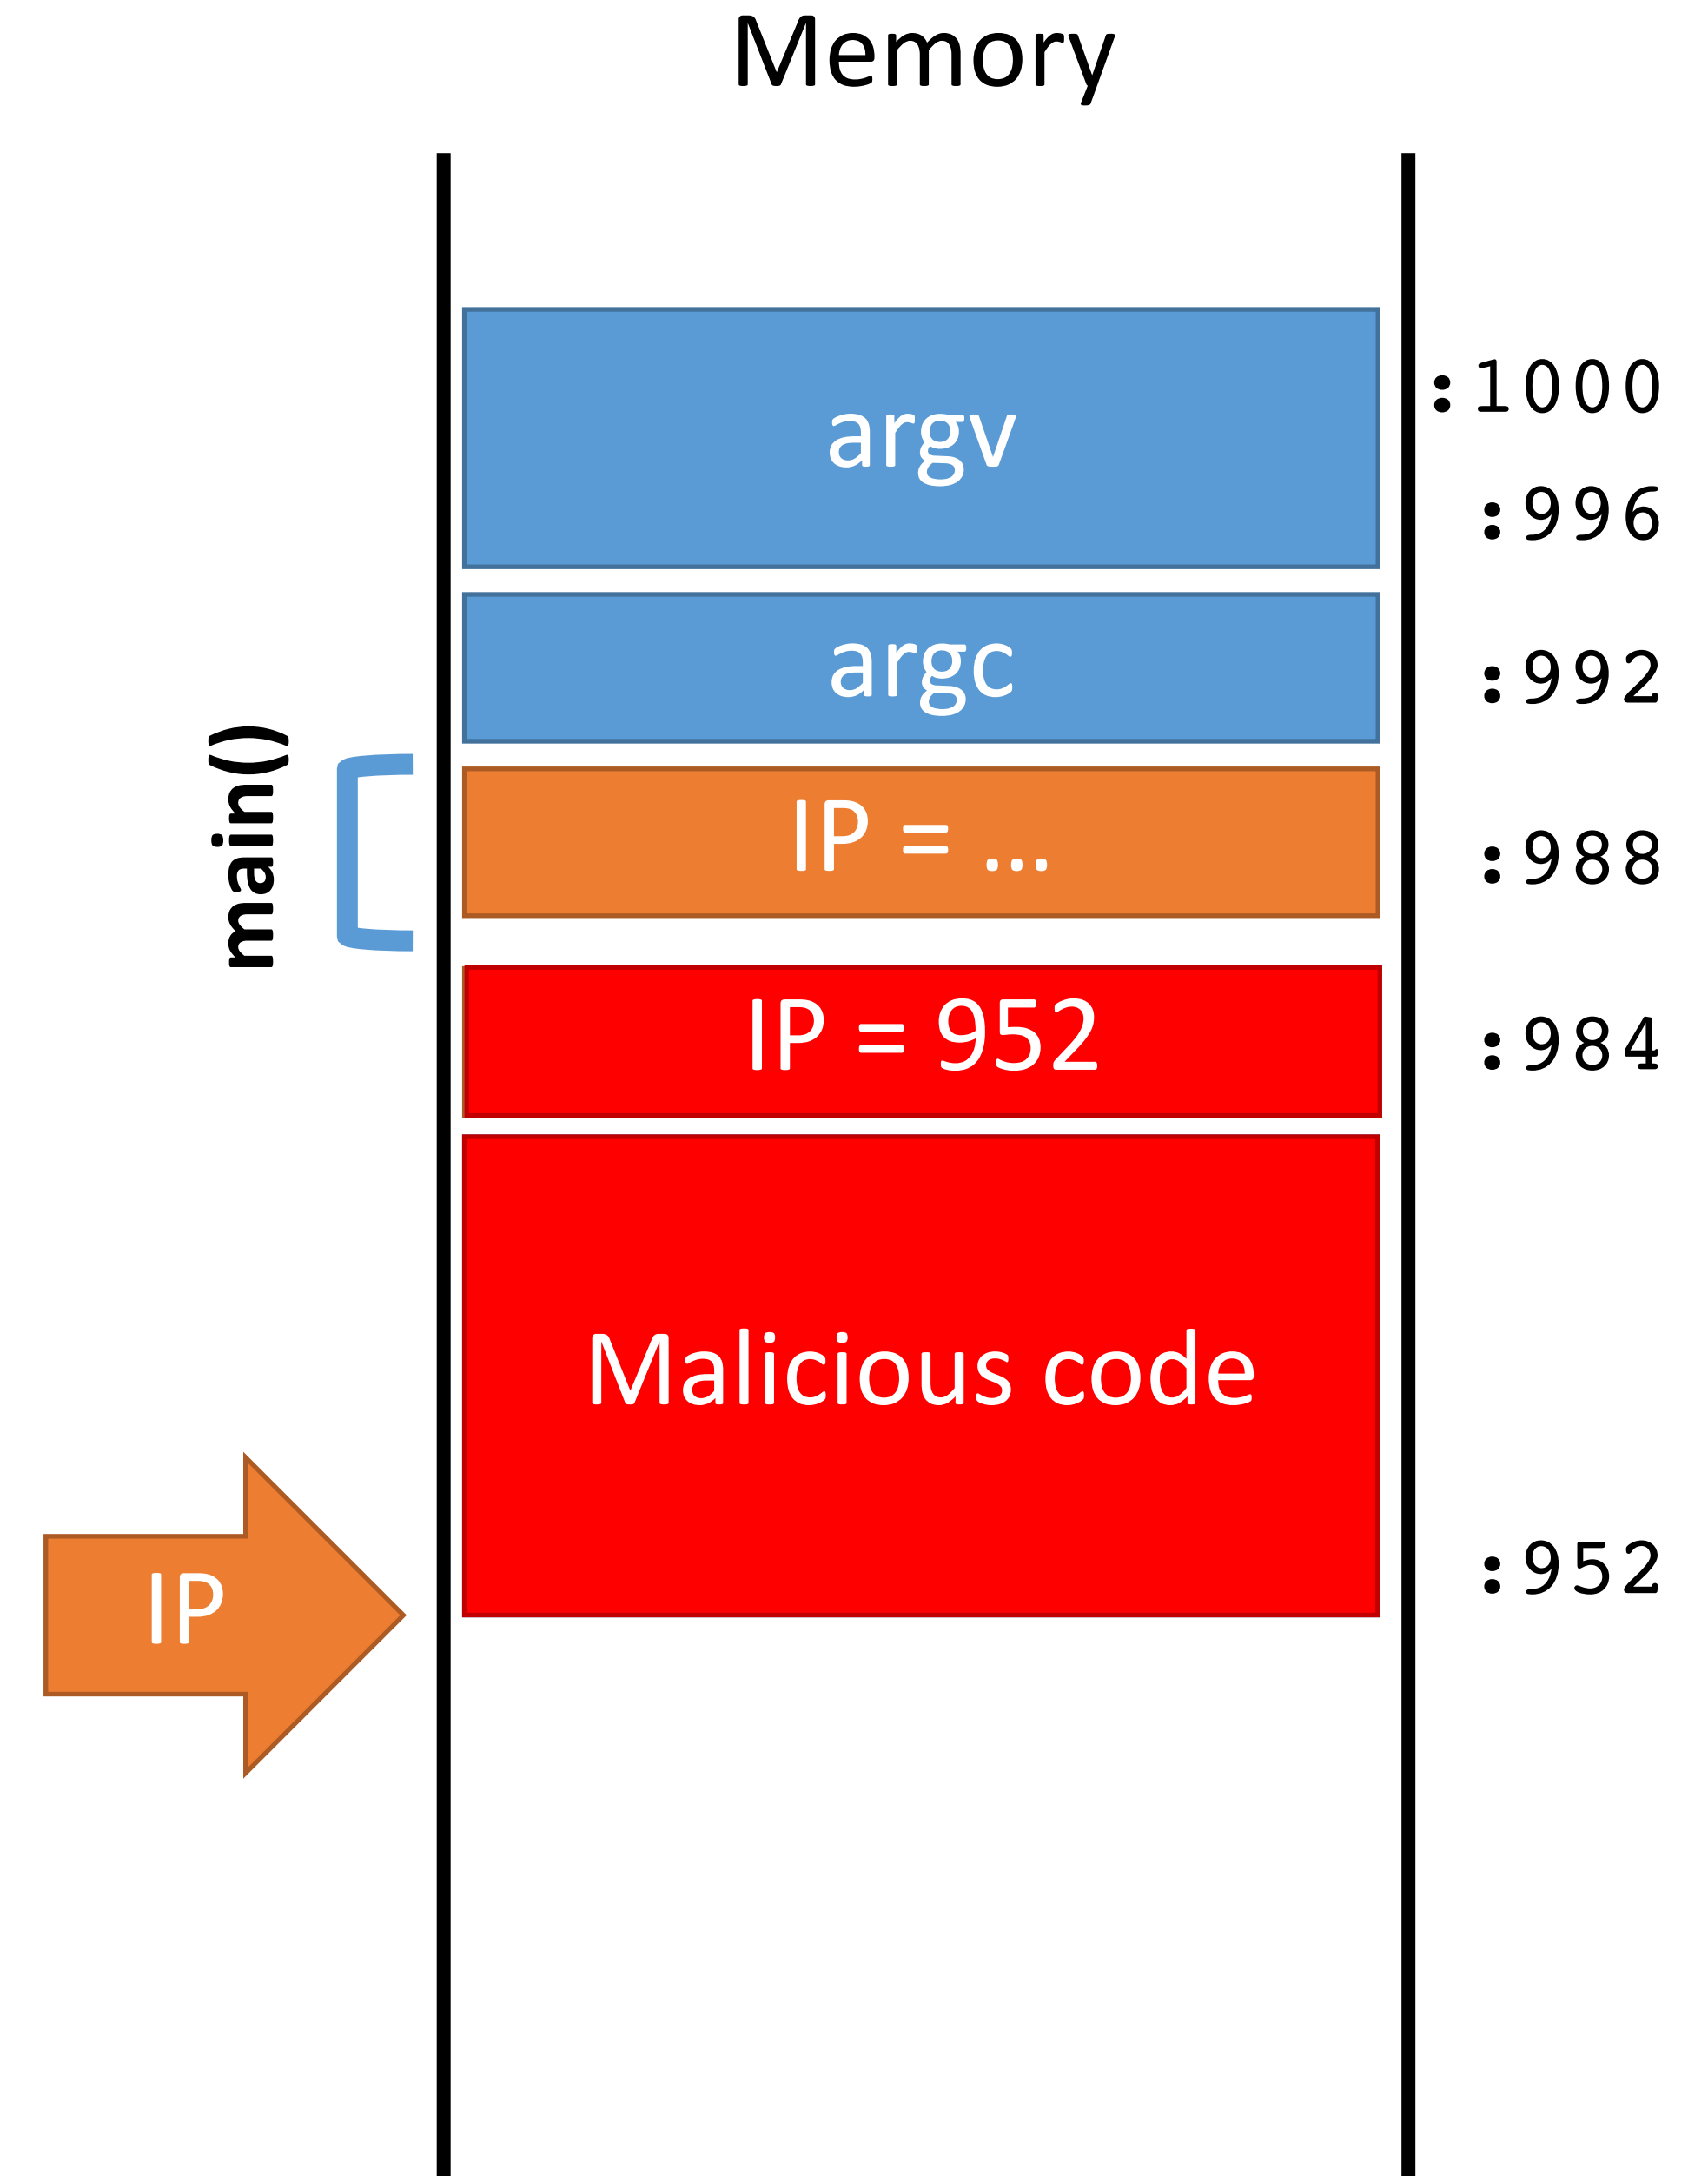 Memory
argv
:1000
:996
argc
:992
main()
IP = ...
:988
IP = 952
:984
Malicious code
IP
:952